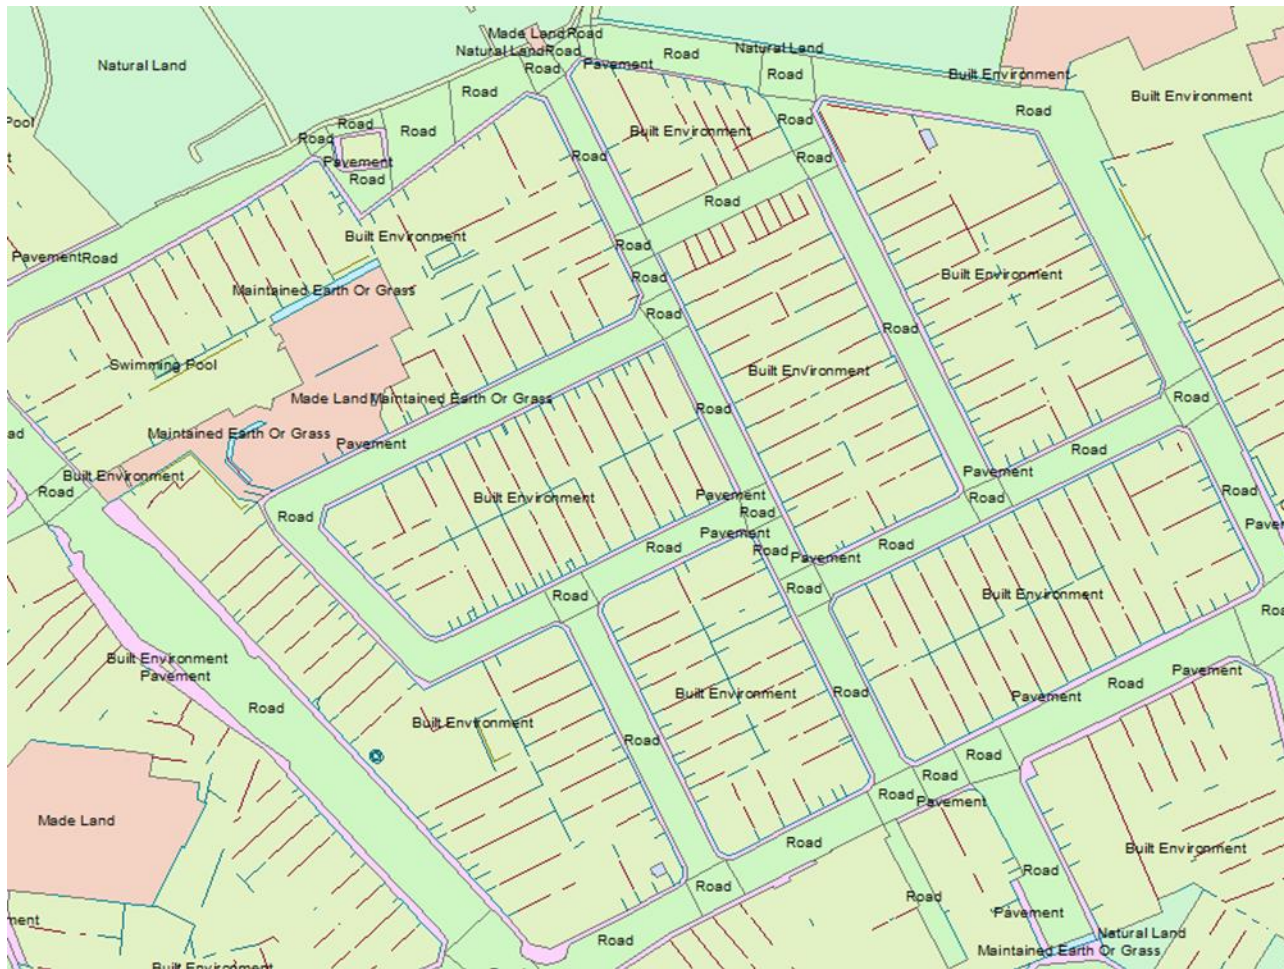 Made Land Road
Natural Land Road
Natural Land
Road
Pavement
Road
Natural Land
Road
Road
Built Environment
Built Environment
Road
Road
Road
Road
Road
Road
Built Environment
Road
Pavement
Road
Road
Road
Road
Built Environment
Road
Pavement Road
Road
Built Environment
Maintained Earth Or Grass
Road
Road
Built Environment
Swimming Pool
Built Environment
Made Land Maintained Earth Or Grass
Road
Road
Maintained Earth Or Grass
Pavement
Road
Built Environment
Pavement
Road
Road
Built Environment
Pavement
Road
Road
Road
Pavement
Road
Road
Road
Pavement
Road
Road
Built Environment
Built Environment
Pavement
Road
Built Environment
Road
Pavement
Road
Pavement
Road
Built Environment
Road
Road
Road
Road
Pavement
Made Land
Road
Built Environment
Road
Road
Road
Pavement
Natural Land
Road
Maintained Earth Or Grass
Built Environment